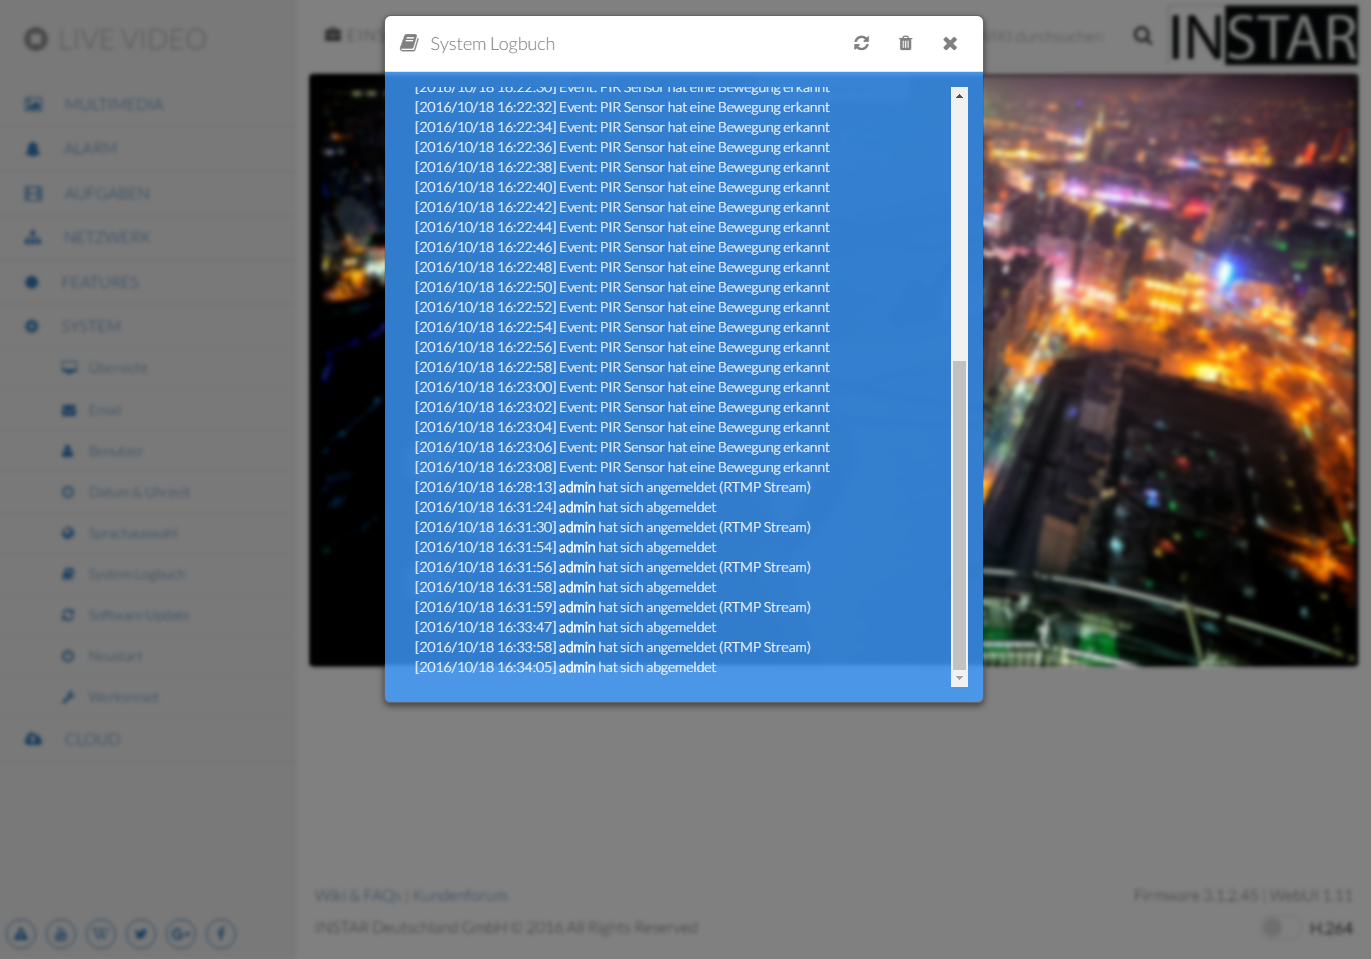 LIVE VIDEO
MULTIMEDIA
ALARM
AUFGABEN
NETZWERK
FEATURES
SYSTEM
Übersicht
Email
Benutzer
Datum & Uhrzeit
Sprachauswahl
System Logbuch
Software Update
Neustart
Werksreset
CLOUD
System Logbuch
durchsuchen
INSTAR
[2016/10/18 16:22:30] Event: PIR Sensor hat eine Bewegung erkannt
[2016/10/18 16:22:32] Event: PIR Sensor hat eine Bewegung erkannt
[2016/10/18 16:22:34] Event: PIR Sensor hat eine Bewegung erkannt
[2016/10/18 16:22:36] Event: PIR Sensor hat eine Bewegung erkannt
[2016/10/18 16:22:38] Event: PIR Sensor hat eine Bewegung erkannt
[2016/10/18 16:22:40] Event: PIR Sensor hat eine Bewegung erkannt
[2016/10/18 16:22:42] Event: PIR Sensor hat eine Bewegung erkannt
[2016/10/18 16:22:44] Event: PIR Sensor hat eine Bewegung erkannt
[2016/10/18 16:22:46] Event: PIR Sensor hat eine Bewegung erkannt
[2016/10/18 16:22:48] Event: PIR Sensor hat eine Bewegung erkannt
[2016/10/18 16:22:50] Event: PIR Sensor hat eine Bewegung erkannt
[2016/10/18 16:22:52] Event: PIR Sensor hat eine Bewegung erkannt
[2016/10/18 16:22:54] Event: PIR Sensor hat eine Bewegung erkannt
[2016/10/18 16:22:56] Event: PIR Sensor hat eine Bewegung erkannt
[2016/10/18 16:22:58] Event: PIR Sensor hat eine Bewegung erkannt
[2016/10/18 16:23:00] Event: PIR Sensor hat eine Bewegung erkannt
[2016/10/18 16:23:02] Event: PIR Sensor hat eine Bewegung erkannt
[2016/10/18 16:23:04] Event: PIR Sensor hat eine Bewegung erkannt
[2016/10/18 16:23:06] Event: PIR Sensor hat eine Bewegung erkannt
[2016/10/18 16:23:08] Event: PIR Sensor hat eine Bewegung erkannt
[2016/10/18 16:28:13] admin hat sich angemeldet (RTMP Stream)
[2016/10/18 16:31:24] admin hat sich abgemeldet
[2016/10/18 16:31:30] admin hat sich angemeldet (RTMP Stream)
[2016/10/18 16:31:54] admin hat sich abgemeldet
[2016/10/18 16:31:56] admin hat sich angemeldet (RTMP Stream)
[2016/10/18 16:31:58] admin hat sich abgemeldet
[2016/10/18 16:31:59] admin hat sich angemeldet (RTMP Stream)
[2016/10/18 16:33:47] admin hat sich abgemeldet
[2016/10/18 16:33:58] admin hat sich angemeldet (RTMP Stream)
[2016/10/18 16:34:05] admin hat sich abgemeldet
Wiki & FAQs | Kundenforum
Firmware 3.1.2.45 | WebUI 1.11
INSTAR Deutschland GmbH © 2016 All Rights Reserved
H.264